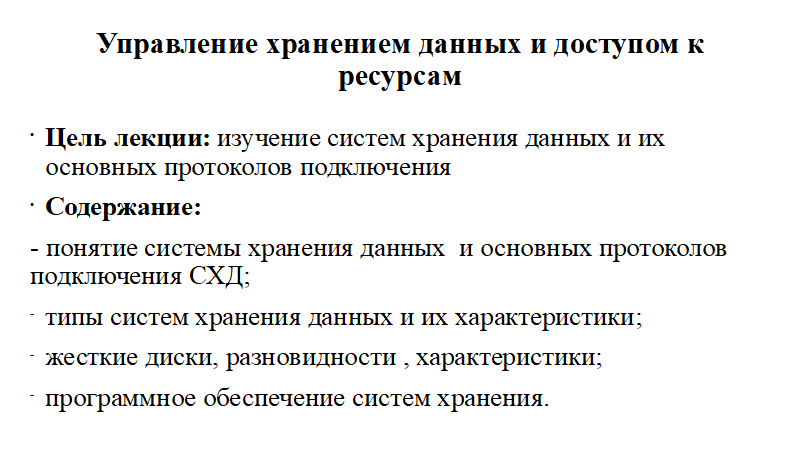 Управление хранением данных и доступом к
ресурсам
· Цель лекции: изучение систем хранения данных и их
основных протоколов подключения
· Содержание:
- понятие системы хранения данных  и основных протоколов
подключения СХД;
- типы систем хранения данных и их характеристики;
- жесткие диски, разновидности , характеристики;
- программное обеспечение систем хранения.